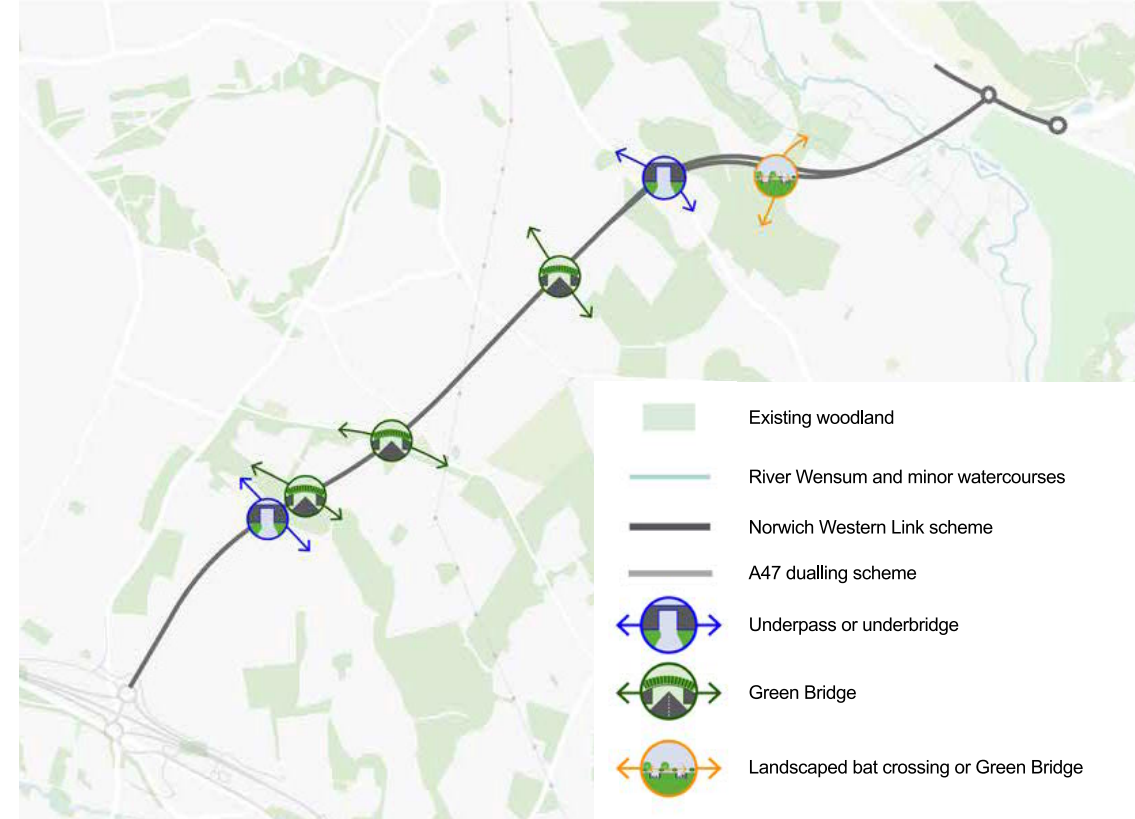 Existing woodland
River Wensum and minor watercourses
Norwich Western Link scheme
A47 dualling scheme
Underpass or underbridge
Green Bridge
Landscaped bat crossing or Green Bridge